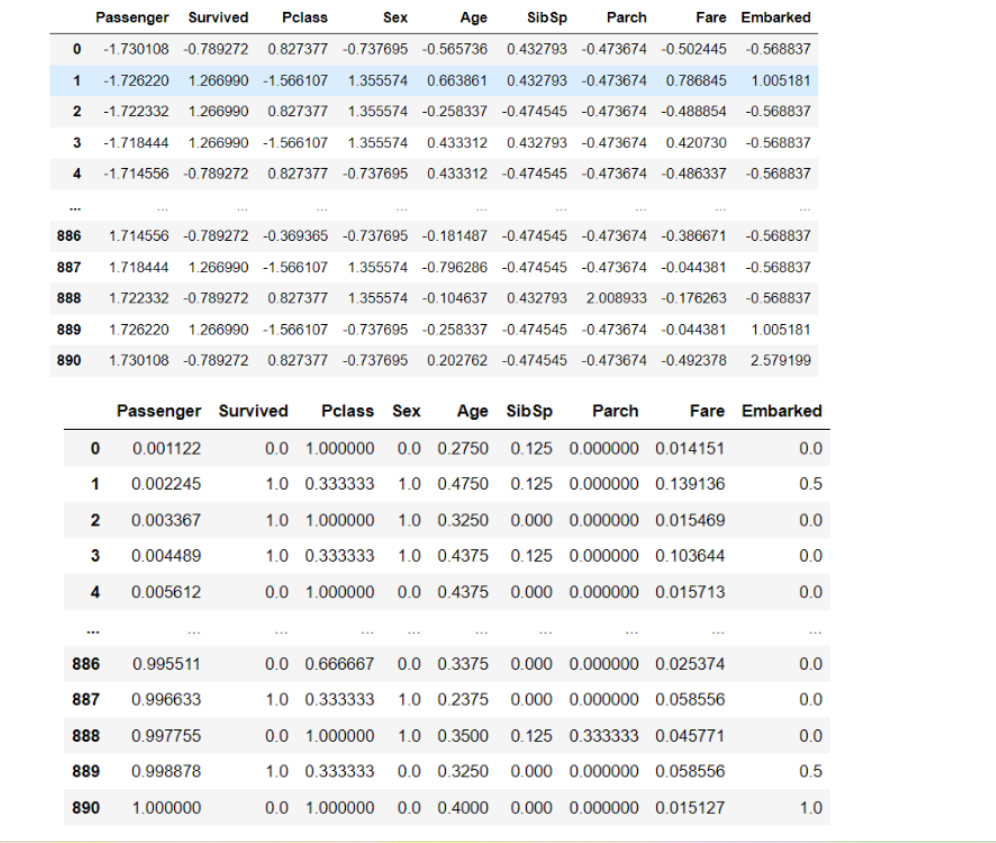 Passenger Survived Pclass Sex Age SibSp Parch Fare Embarked
0 -1.730108 -0.789272 0.827377 -0.737695 -0.565736 0.432793 -0.473674 -0.502445 -0.568837
1 -1.726220 1.266990 -1.566107 1.355574 0.663861 0.432793 -0.473674 0.786845 1.005181
2 -1.722332 1.266990 0.827377 1.355574 -0.258337 -0.474545 -0.473674 -0.488854 -0.568837
3 -1.718444 1.266990 -1.566107 1.355574 0.433312 0.432793 -0.473674 0.420730 -0.568837
4 -1.714556 -0.789272 0.827377 -0.737695 0.433312 -0.474545 -0.473674 -0.486337 -0.568837
... ... ... ... ... ... ... ... ... ...
886 1.714556 -0.789272 -0.369365 -0.737695 -0.181487 -0.474545 -0.473674 -0.386671 -0.568837
887 1.718444 1.266990 -1.566107 1.355574 -0.796286 -0.474545 -0.473674 -0.044381 -0.568837
888 1.722332 -0.789272 0.827377 1.355574 -0.104637 0.432793 2.008933 -0.176263 -0.568837
889 1.726220 1.266990 -1.566107 -0.737695 -0.258337 -0.474545 -0.473674 -0.044381 1.005181
890 1.730108 -0.789272 0.827377 -0.737695 0.202762 -0.474545 -0.473674 -0.492378 2.579199
Passenger Survived Pclass Sex Age SibSp Parch Fare Embarked
0 0.001122 0.0 1.000000 0.0 0.2750 0.125 0.000000 0.014151 0.0
1 0.002245 1.0 0.333333 1.0 0.4750 0.125 0.000000 0.139136 0.5
2 0.003367 1.0 1.000000 1.0 0.3250 0.000 0.000000 0.015469 0.0
3 0.004489 1.0 0.333333 1.0 0.4375 0.125 0.000000 0.103644 0.0
4 0.005612 0.0 1.000000 0.0 0.4375 0.000 0.000000 0.015713 0.0
... ... ... ... ... ... ... ... ... ...
886 0.995511 0.0 0.666667 0.0 0.3375 0.000 0.000000 0.025374 0.0
887 0.996633 1.0 0.333333 1.0 0.2375 0.000 0.000000 0.058556 0.0
888 0.997755 0.0 1.000000 1.0 0.3500 0.125 0.333333 0.045771 0.0
889 0.998878 1.0 0.333333 0.0 0.3250 0.000 0.000000 0.058556 0.5
890 1.000000 0.0 1.000000 0.0 0.4000 0.000 0.000000 0.015127 1.0